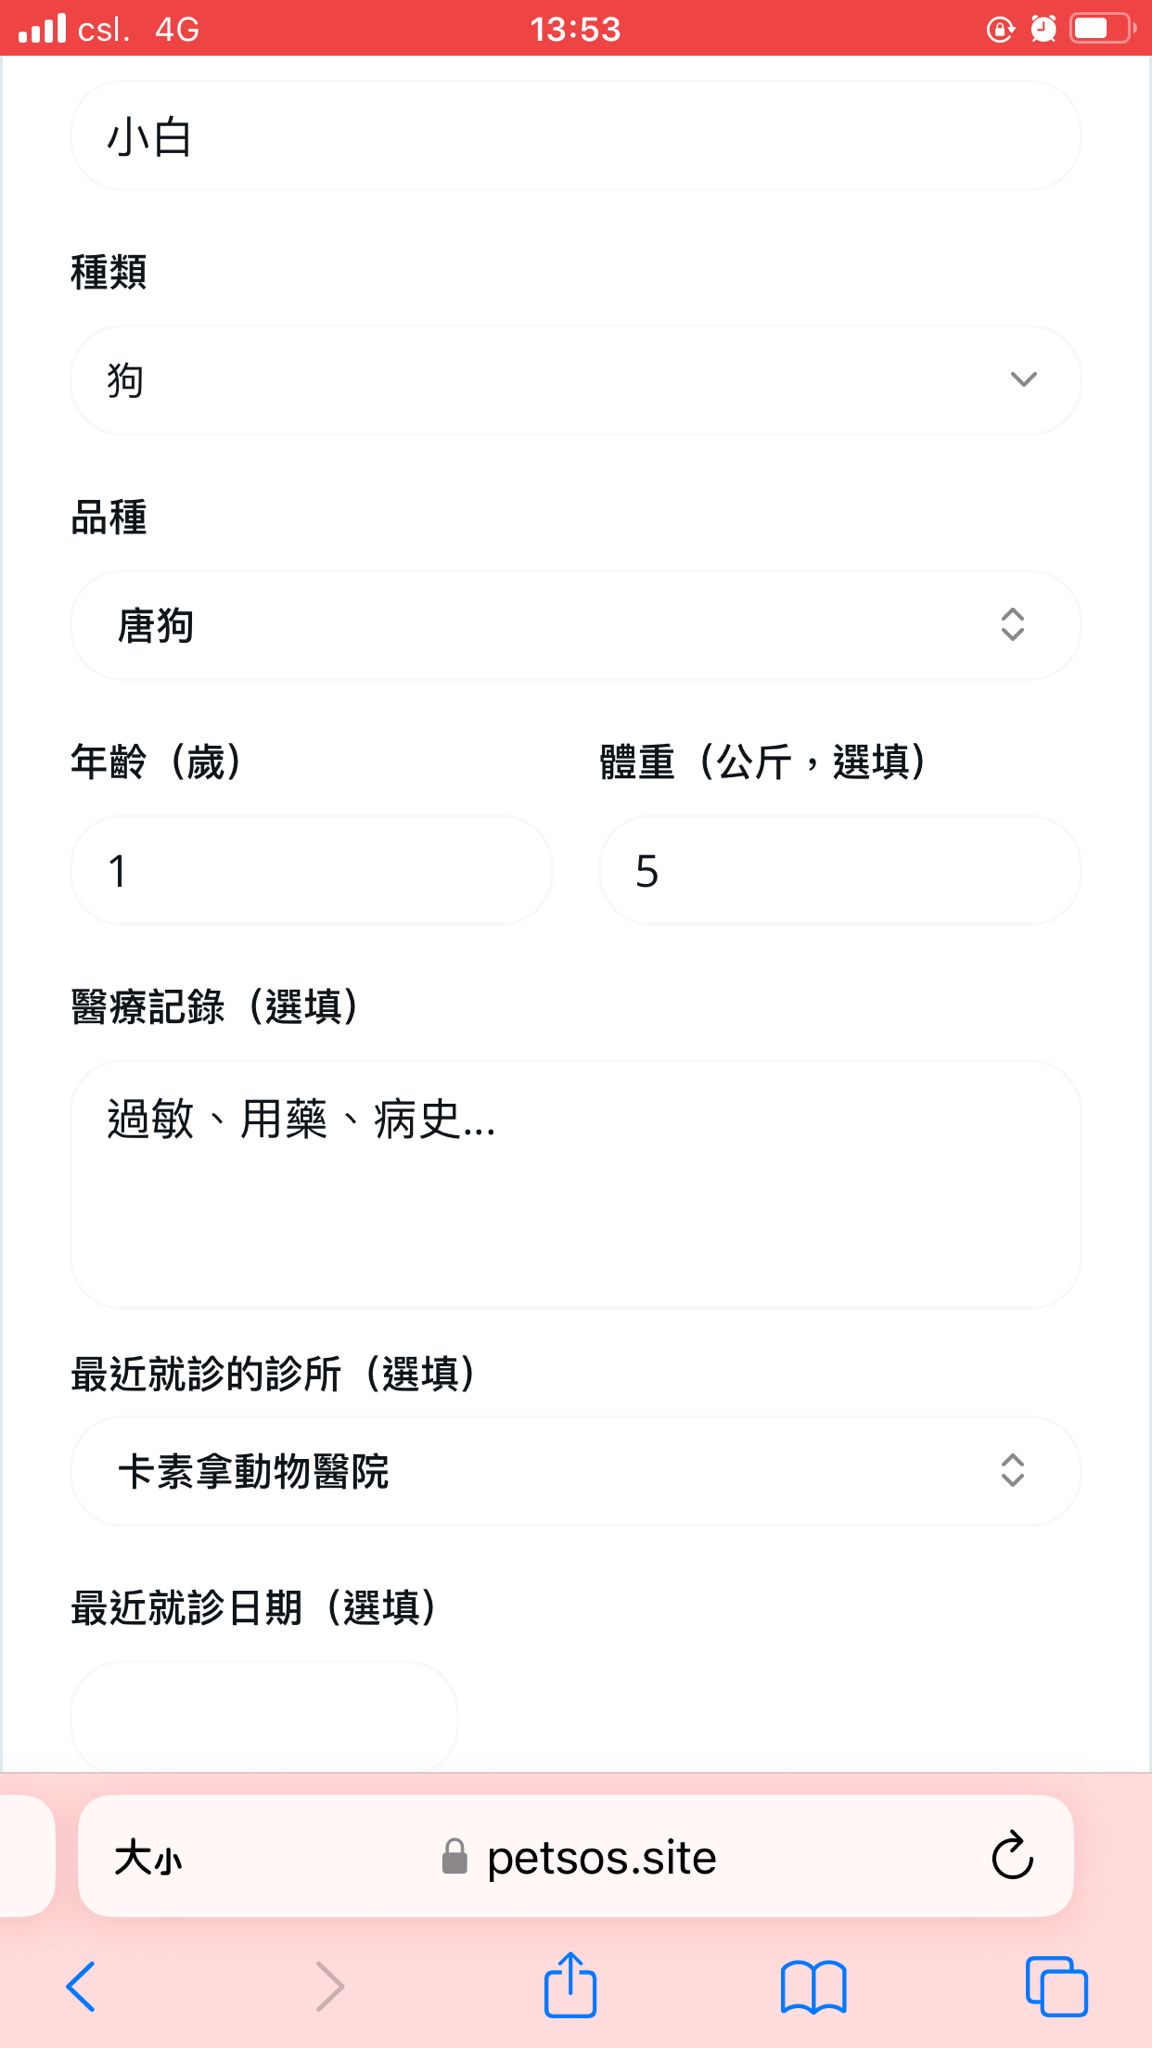 csl. 4G 13:53
小白
種類
狗
品種
唐狗
年齡（歲） 體重（公斤，選填）
1 5
醫療記錄（選填）
過敏、用藥、病史...
最近就診的診所（選填）
卡素拿動物醫院
最近就診日期（選填）
大小 petsos.site